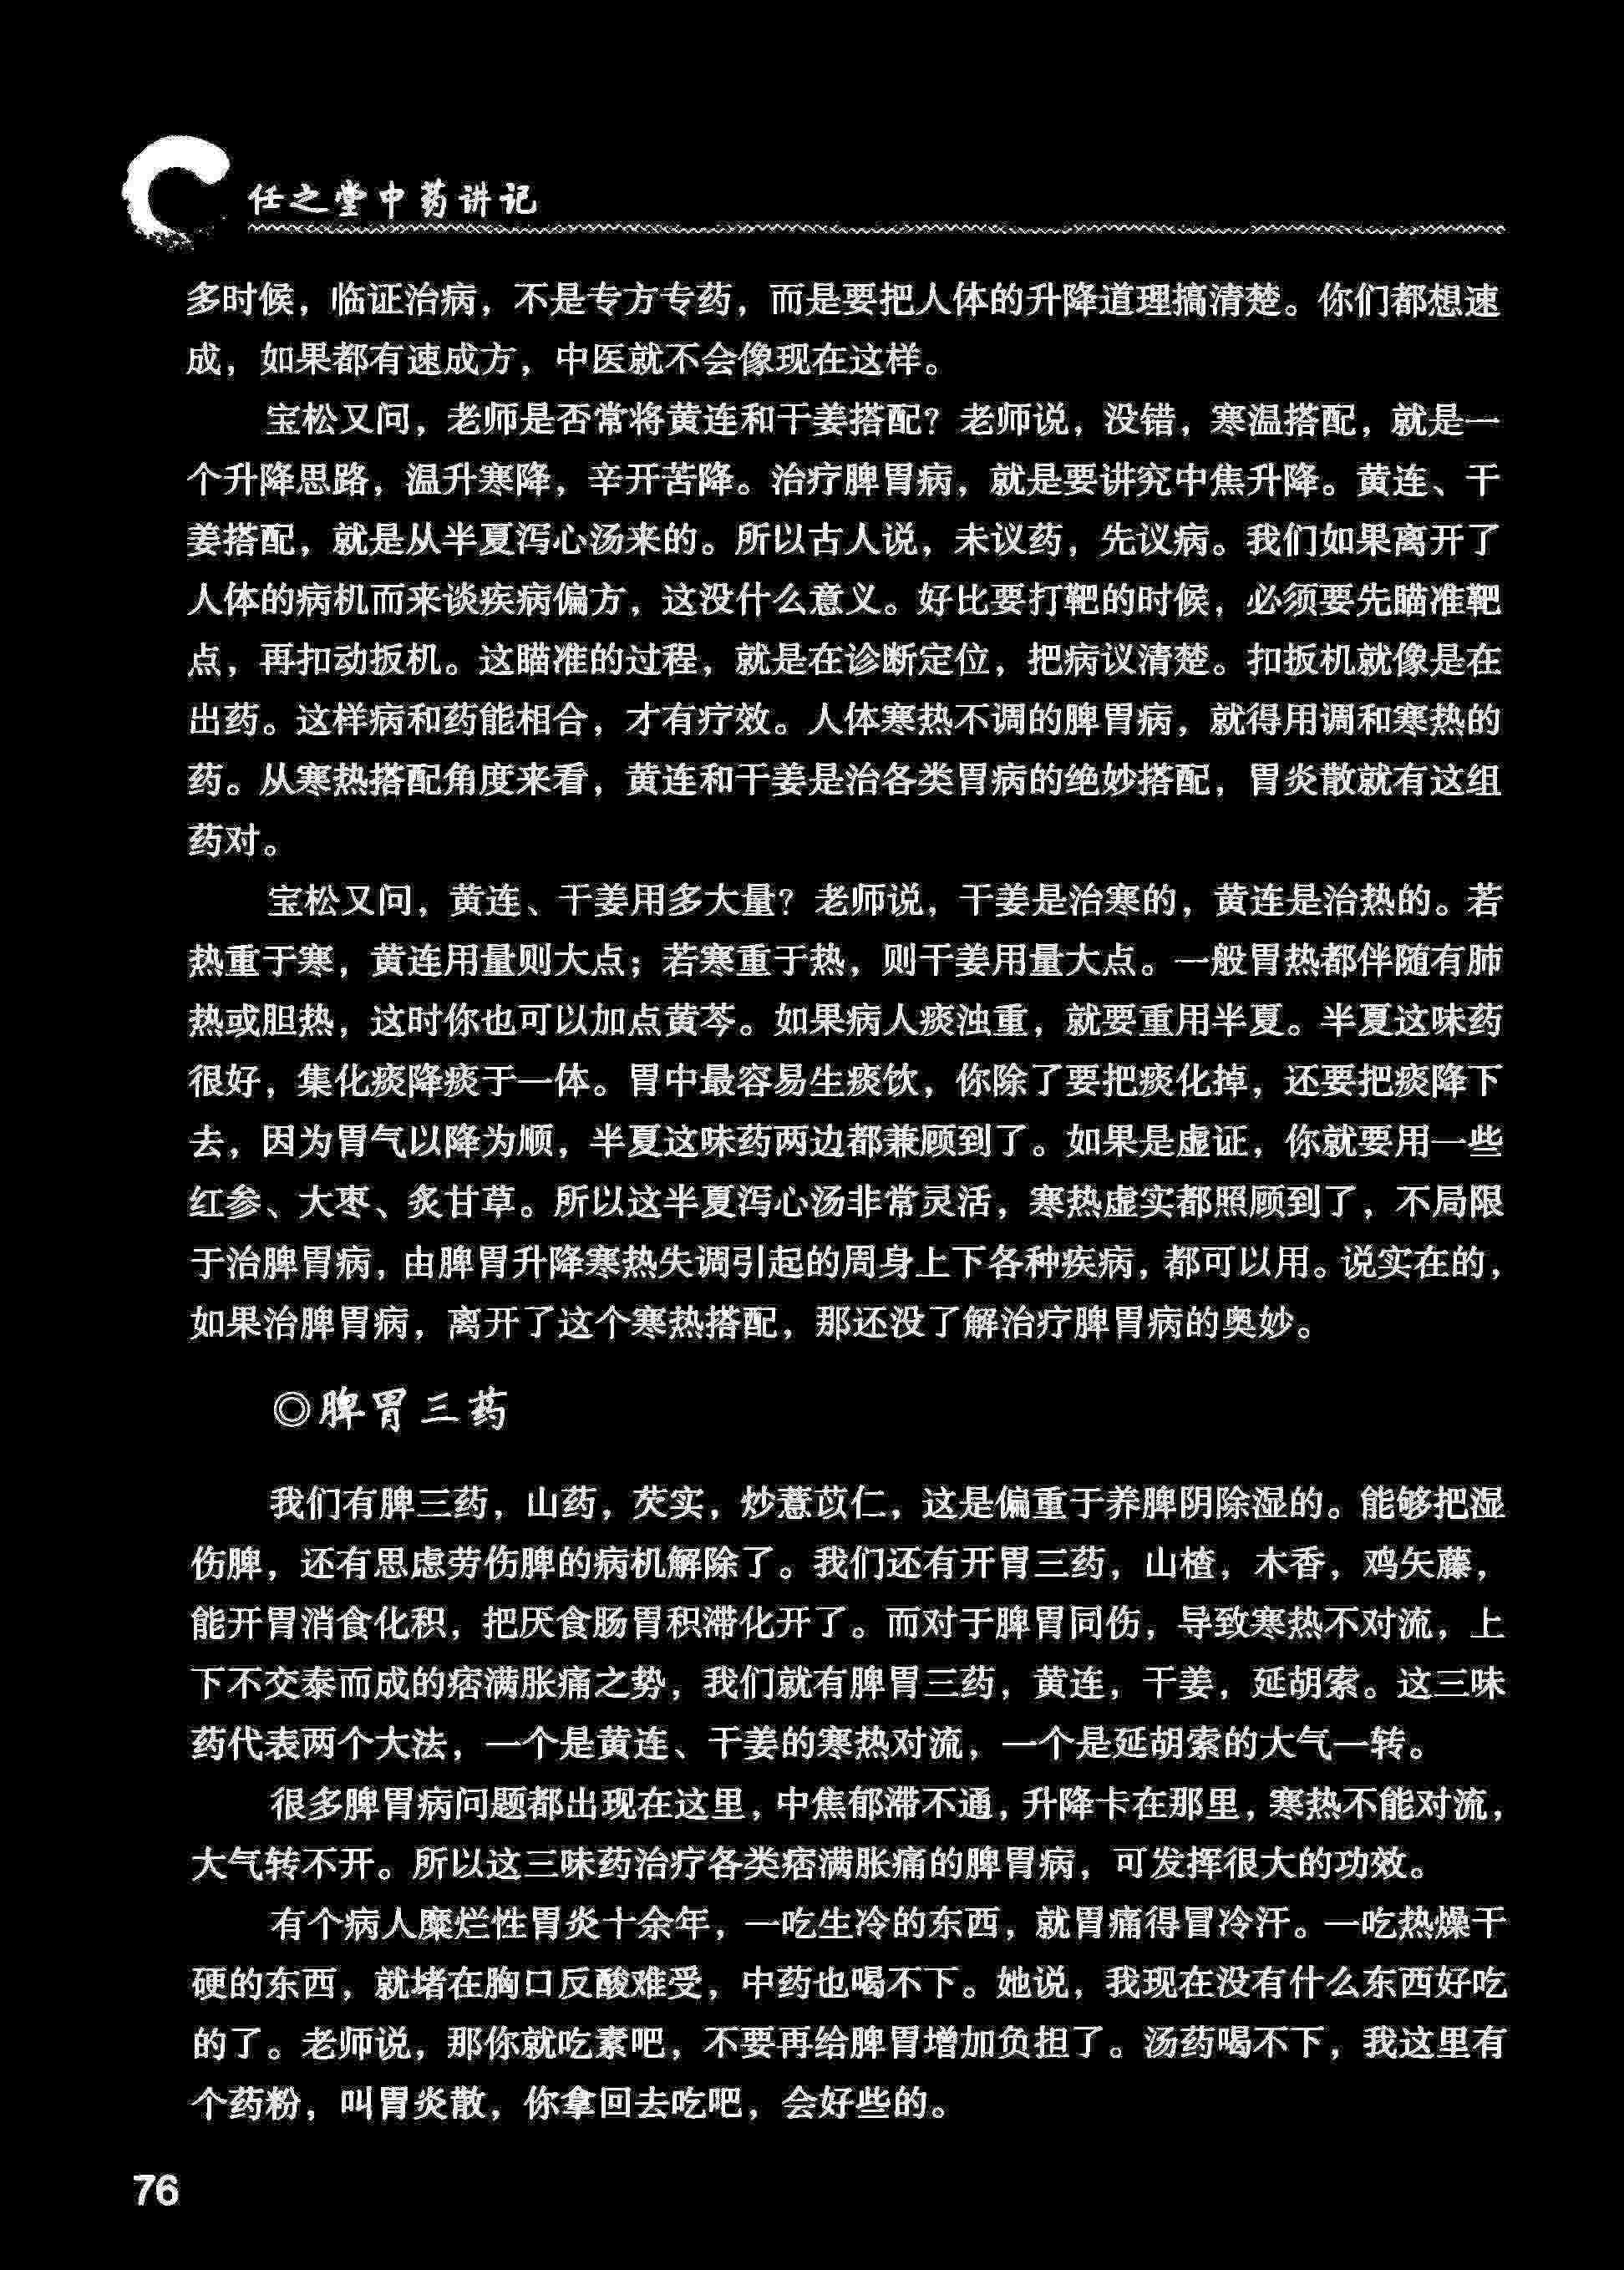 任之堂中药讲记
多时候，临证治病，不是专方专药，而是要把人体的升降道理搞清楚。你们都想速
成，如果都有速成方，中医就不会像现在这样。
宝松又问，老师是否常将黄连和干姜搭配？老师说，没错，寒温搭配，就是一
个升降思路，温升寒降，辛开苦降。治疗脾胃病，就是要讲究中焦升降。黄连、干
姜搭配，就是从半夏泻心汤来的。所以古人说，未议药，先议病。我们如果离开了
人体的病机而来谈疾病偏方，这没什么意义。好比要打靶的时候，必须要先瞄准靶
点，再扣动扳机。这瞄准的过程，就是在诊断定位，把病议清楚。扣扳机就像是在
出药。这样病和药能相合，才有疗效。人体寒热不调的脾胃病，就得用调和寒热的
药。从寒热搭配角度来看，黄连和干姜是治各类胃病的绝妙搭配，胃炎散就有这组
药对。
宝松又问，黄连、干姜用多大量？老师说，干姜是治寒的，黄连是治热的。若
热重于寒，黄连用量则大点；若寒重于热，则干姜用量大点。一般胃热都伴随有肺
热或胆热，这时你也可以加点黄芩。如果病人痰浊重，就要重用半夏。半夏这味药
很好，集化痰降痰于一体。胃中最容易生痰饮，你除了要把痰化掉，还要把痰降下
去，因为胃气以降为顺，半夏这味药两边都兼顾到了。如果是虚证，你就要用一些
红参、大枣、炙甘草。所以这半夏泻心汤非常灵活，寒热虚实都照顾到了，不局限
于治脾胃病，由脾胃升降寒热失调引起的周身上下各种疾病，都可以用。说实在的，
如果治脾胃病，离开了这个寒热搭配，那还没了解治疗脾胃病的奥妙。
◎脾胃三药
我们有脾三药，山药，芡实，炒薏苡仁，这是偏重于养脾阴除湿的。能够把湿
伤脾，还有思虑劳伤脾的病机解除了。我们还有开胃三药，山楂，木香，鸡矢藤，
能开胃消食化积，把厌食肠胃积滞化开了。而对于脾胃同伤，导致寒热不对流，上
下不交泰而成的痞满胀痛之势，我们就有脾胃三药，黄连，干姜，延胡索。这三味
药代表两个大法，一个是黄连、干姜的寒热对流，一个是延胡索的大气一转。
很多脾胃病问题都出现在这里，中焦郁滞不通，升降卡在那里，寒热不能对流，
大气转不开。所以这三味药治疗各类痞满胀痛的脾胃病，可发挥很大的功效。
有个病人糜烂性胃炎十余年，一吃生冷的东西，就胃痛得冒冷汗。一吃热燥干
硬的东西，就堵在胸口反酸难受，中药也喝不下。她说，我现在没有什么东西好吃
的了。老师说，那你就吃素吧，不要再给脾胃增加负担了。汤药喝不下，我这里有
个药粉，叫胃炎散，你拿回去吃吧，会好些的。
76